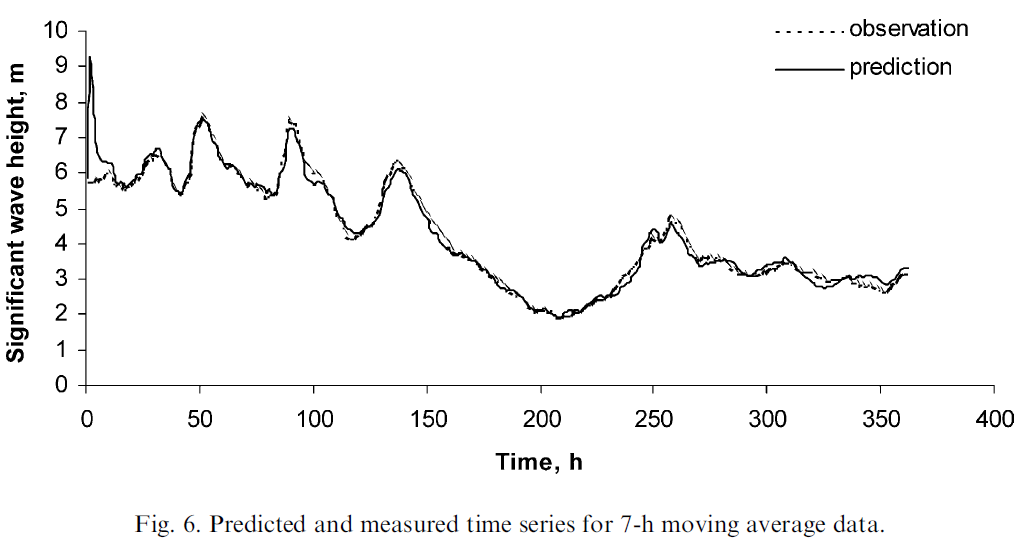 observation
prediction
Significant wave height, m
10
9
8
7
6
5
4
3
2
1
0
0 50 100 150 200 250 300 350 400
Time, h
Fig. 6. Predicted and measured time series for 7-h moving average data.